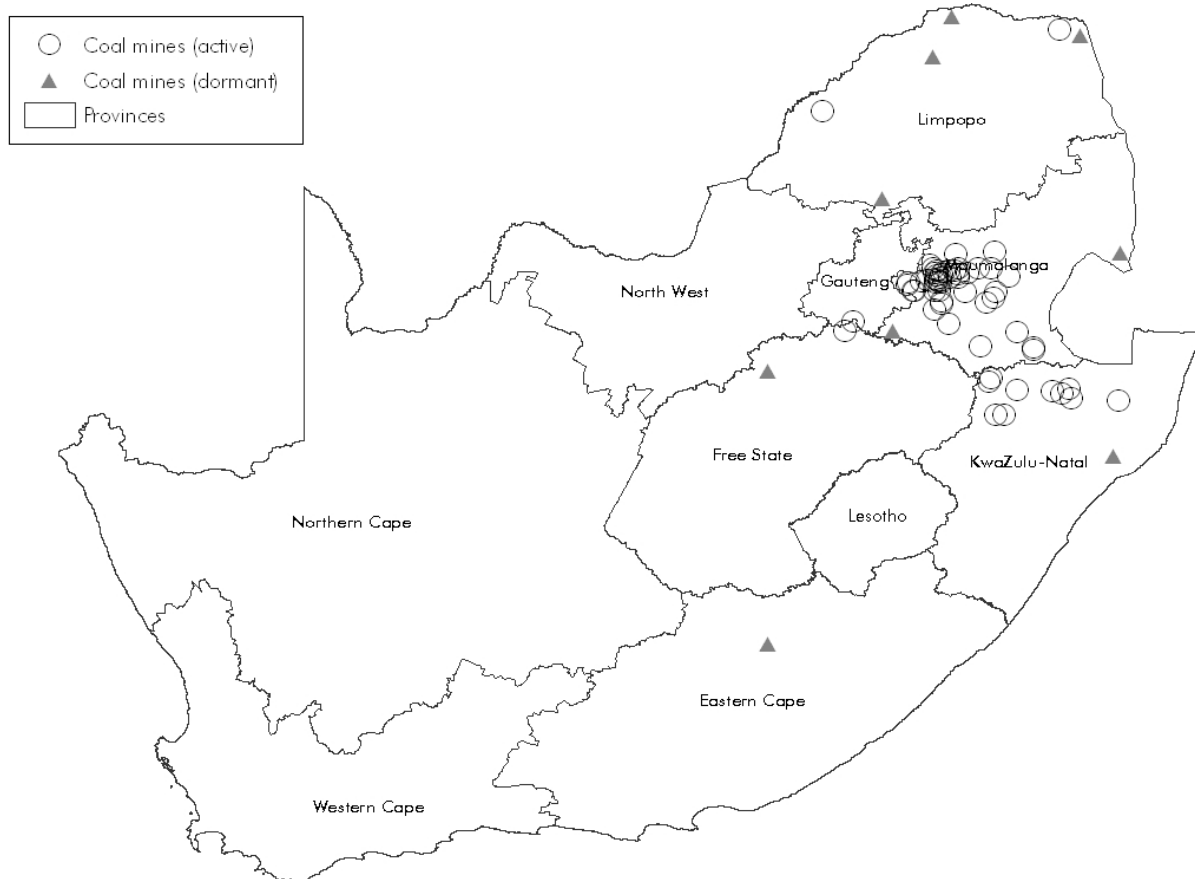 Coal mines (active)
Coal mines (dormant)
Provinces
Limpopo
Mpumalanga
Gauteng
North West
Free State
KwaZulu-Natal
Lesotho
Northern Cape
Eastern Cape
Western Cape